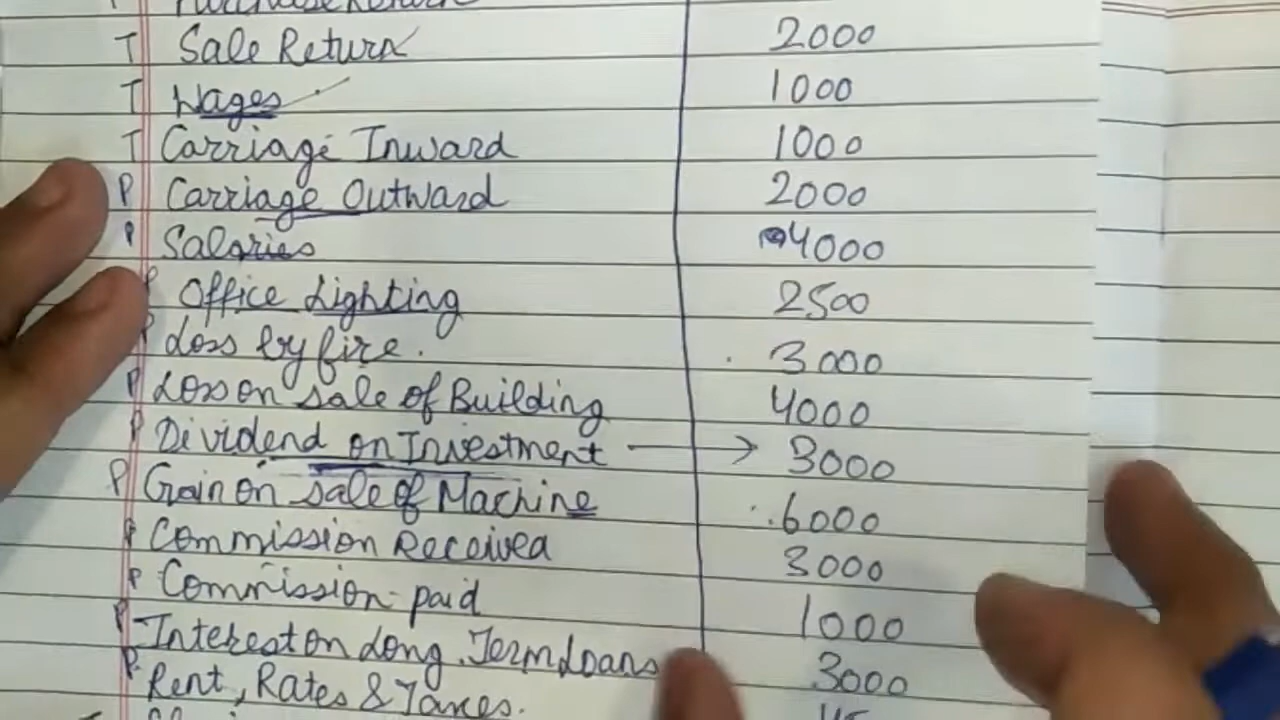 T Sale Return 2000
T Wages 1000
T Carriage Inward 1000
P Carriage Outward 2000
P Salaries 4000
P Office Lighting 2500
P Loss by fire. 3000
P Loss on sale of Building 4000
P Dividend on Investment → 3000
P Gain on sale of Machine 6000
P Commission Received 3000
P Commission paid 1000
P Interest on Long Term Loans 3000
P Rent, Rates & Taxes.